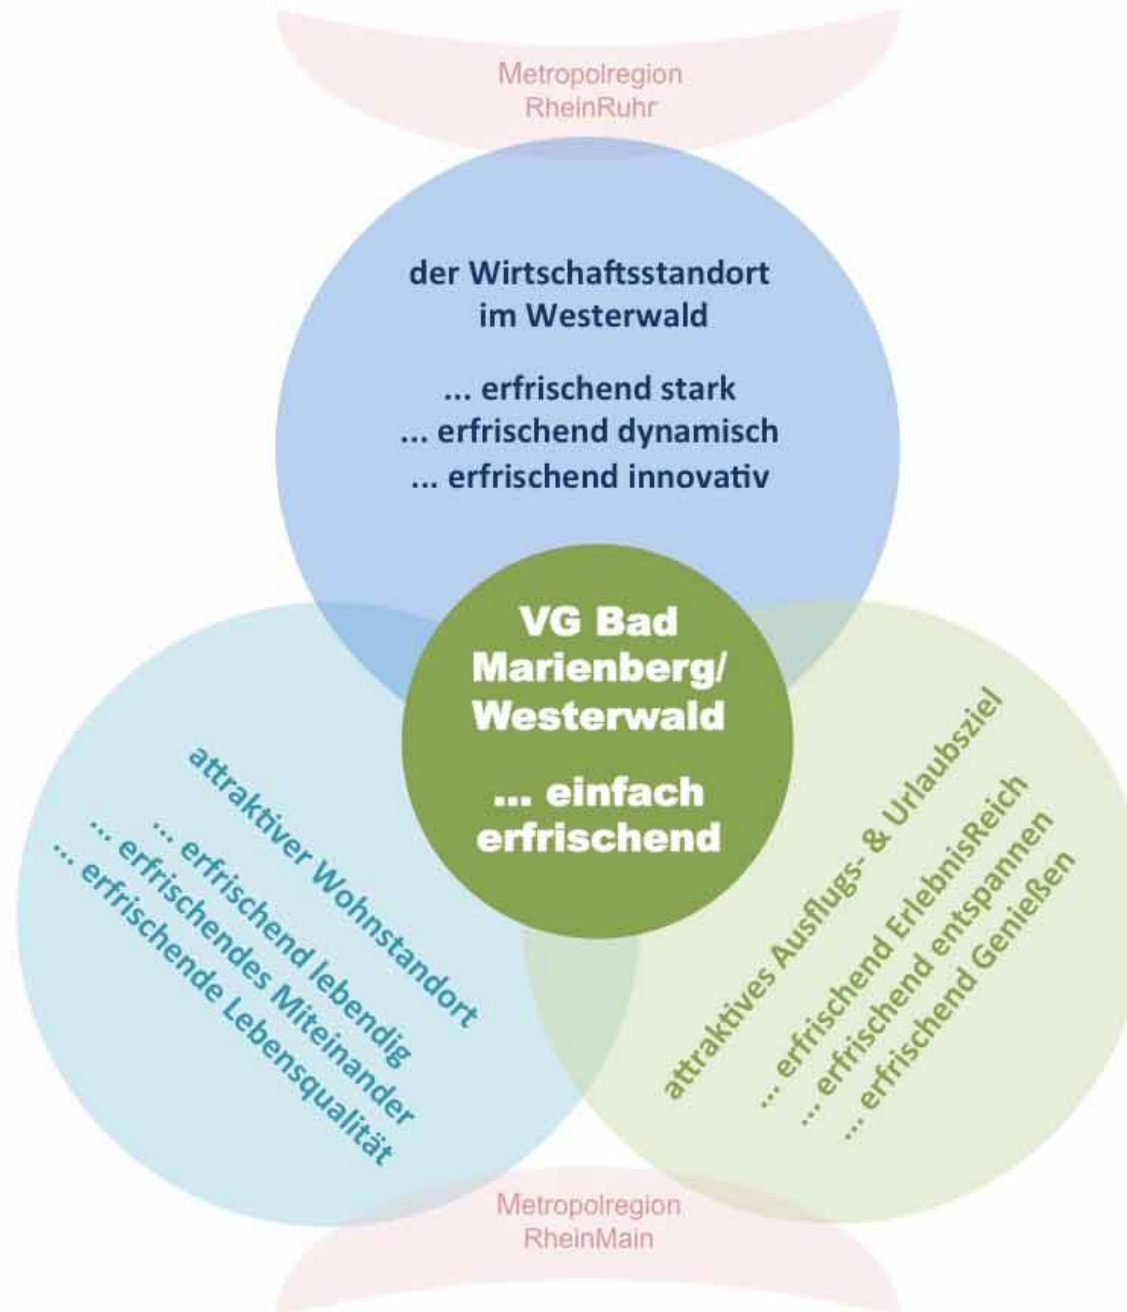 Metropolregion
RheinRuhr
der Wirtschaftsstandort
im Westerwald
... erfrischend stark
... erfrischend dynamisch
... erfrischend innovativ
VG Bad
Marienberg/
Westerwald
... einfach
erfrischend
attraktiver Wohnstandort
... erfrischend lebendig
... erfrischendes Miteinander
... erfrischende Lebensqualität
attraktives Ausflugs- & Urlaubsziel
... erfrischend ErlebnisReich
... erfrischend entspannen
... erfrischend Genießen
Metropolregion
RheinMain